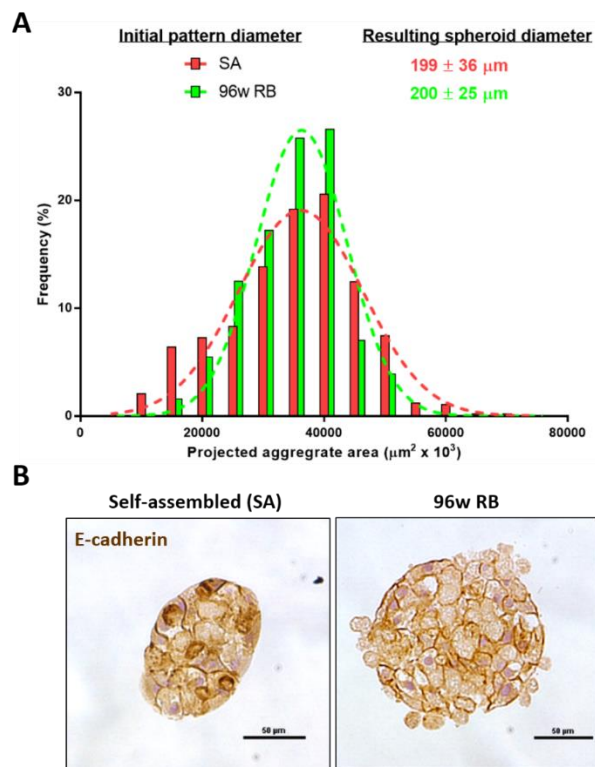 A
Initial pattern diameter Resulting spheroid diameter
SA 199 ± 36 μm
96w RB 200 ± 25 μm
30
20
10
0
Frequency (%)
20000 40000 60000 80000
Projected aggregrate area (μm² x 10³)
B
Self-assembled (SA) 96w RB
E-cadherin
50 μm 50 μm